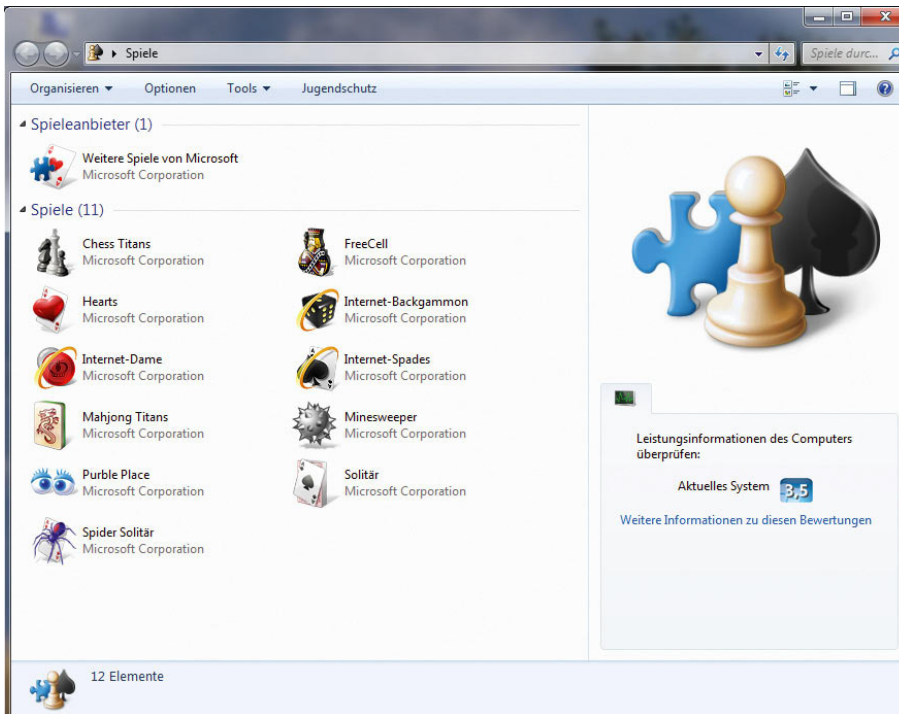 Spiele
Spiele durc...
Organisieren
Optionen
Tools
Jugendschutz
Spieleanbieter (1)
Weitere Spiele von Microsoft
Microsoft Corporation
Spiele (11)
Chess Titans
Microsoft Corporation
FreeCell
Microsoft Corporation
Hearts
Microsoft Corporation
Internet-Backgammon
Microsoft Corporation
Internet-Dame
Microsoft Corporation
Internet-Spades
Microsoft Corporation
Mahjong Titans
Microsoft Corporation
Minesweeper
Microsoft Corporation
Purble Place
Microsoft Corporation
Solitär
Microsoft Corporation
Spider Solitär
Microsoft Corporation
Leistungsinformationen des Computers
überprüfen:
Aktuelles System 3,5
Weitere Informationen zu diesen Bewertungen
12 Elemente